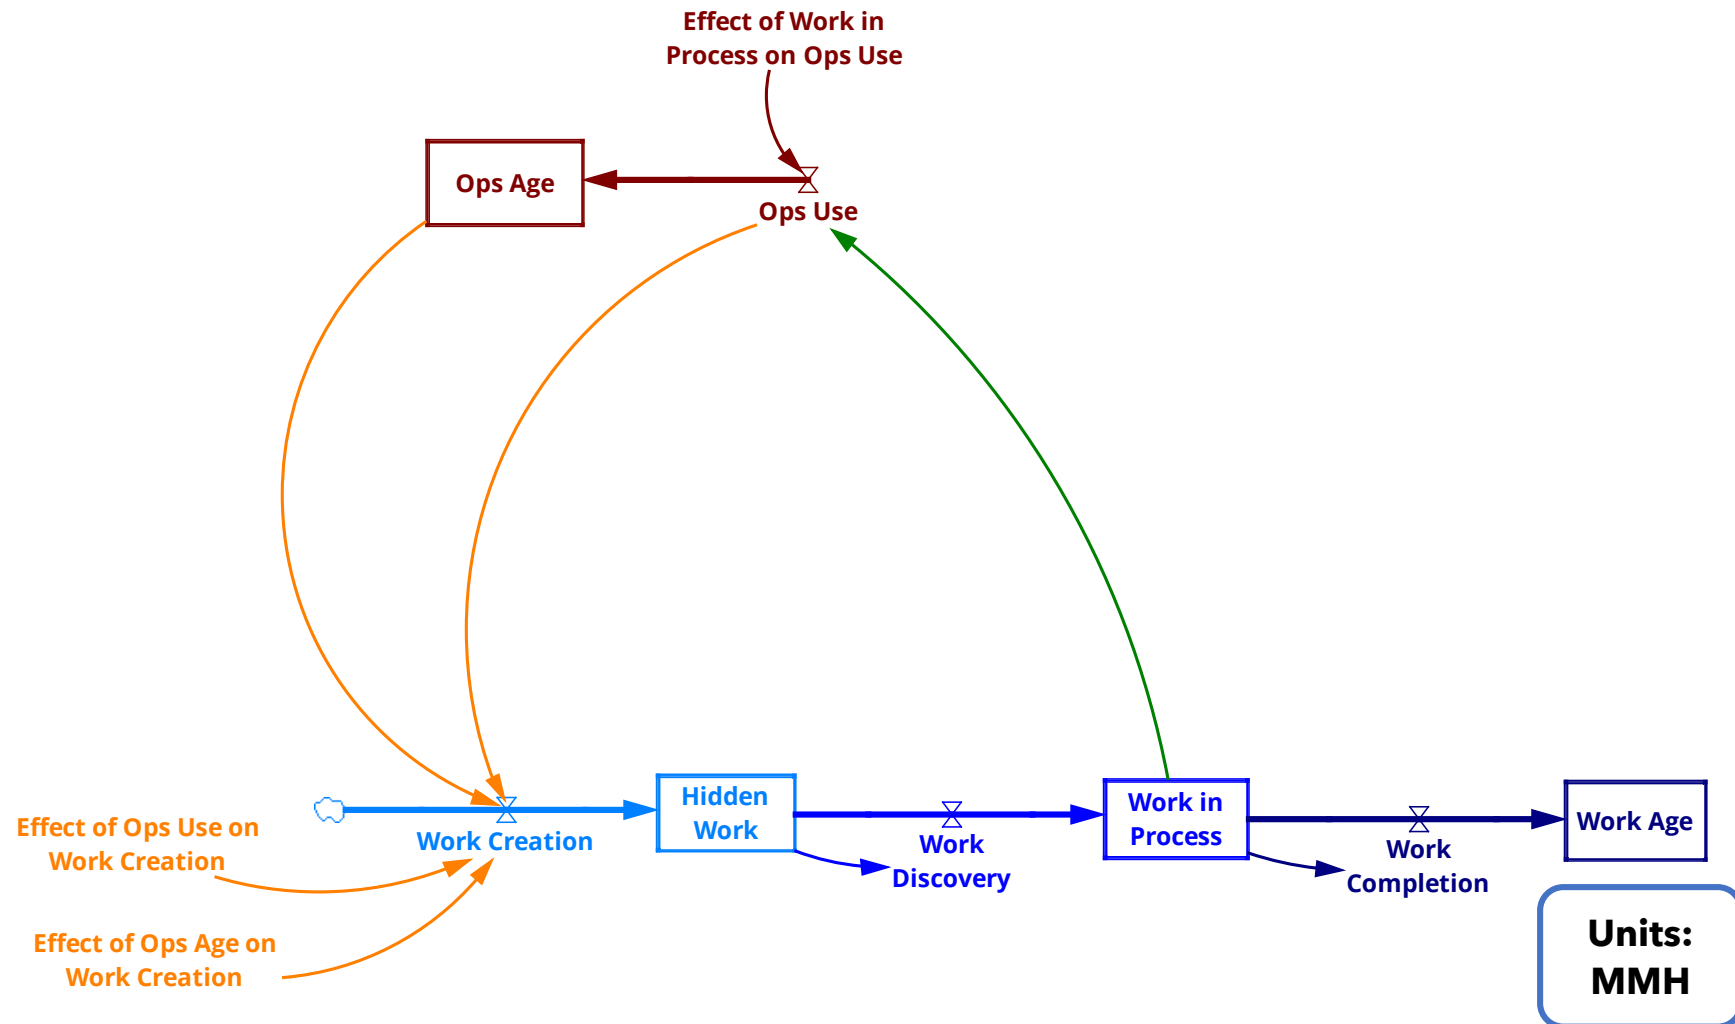 Effect of Work in
Process on Ops Use
Ops Age
Ops Use
Hidden
Work
Work in
Process
Work Age
Effect of Ops Use on
Work Creation
Work Creation
Work
Discovery
Work
Completion
Effect of Ops Age on
Work Creation
Units:
MMH